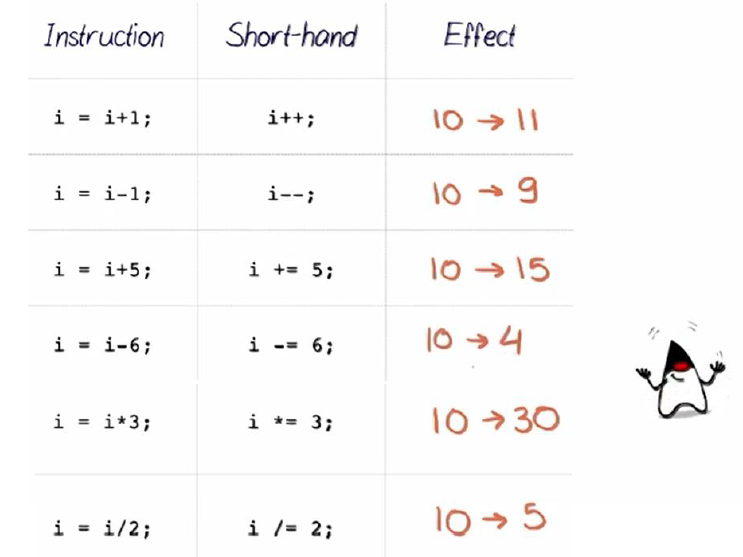 Instruction Short-hand Effect
i = i+1; i++; 10 → 11
i = i-1; i--; 10 → 9
i = i+5; i += 5; 10 → 15
i = i-6; i -= 6; 10 → 4
i = i*3; i *= 3; 10 → 30
i = i/2; i /= 2; 10 → 5